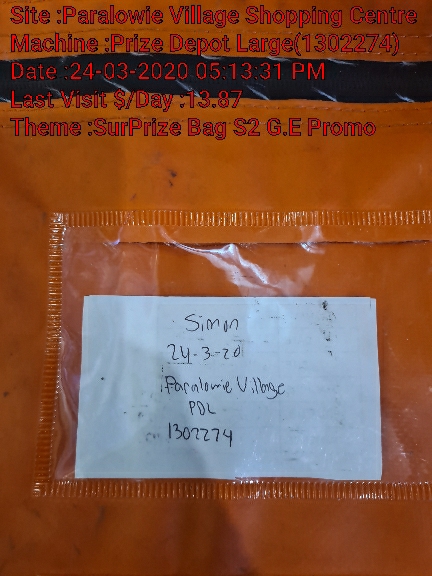 Site :Paralowie Village Shopping Centre
Machine :Prize Depot Large(1302274)
Date :24-03-2020 05:13:31 PM
Last Visit $/Day :13.87
Theme :SurPrize Bag S2 G.E Promo
Simon
24-3-20
Paralowie Village
PDL
1302274